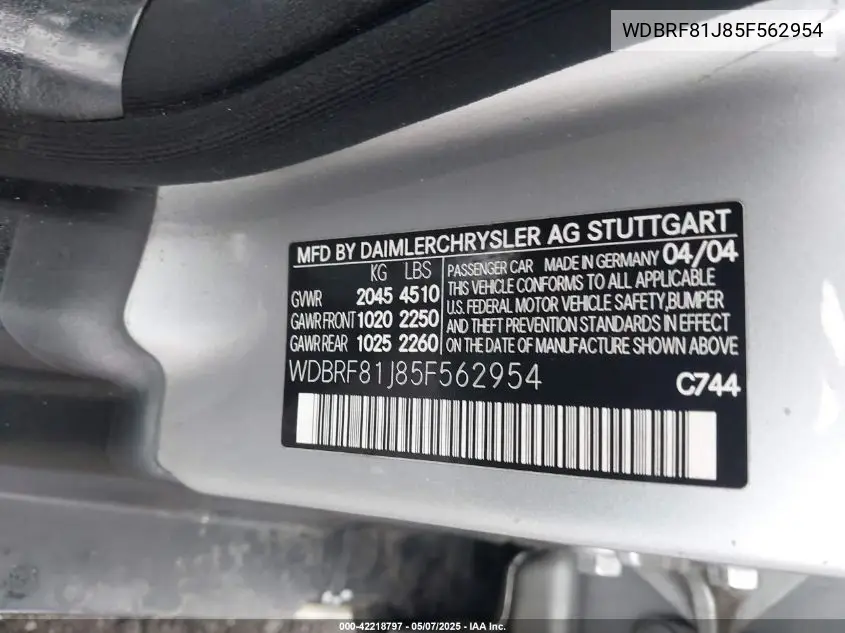 WDBRF81J85F562954
MFD BY DAIMLERCHRYSLER AG STUTTGART
KG LBS
GVWR 2045 4510
GAWR FRONT 1020 2250
GAWR REAR 1025 2260
PASSENGER CAR MADE IN GERMANY 04/04
THIS VEHICLE CONFORMS TO ALL APPLICABLE
U.S. FEDERAL MOTOR VEHICLE SAFETY,BUMPER
AND THEFT PREVENTION STANDARDS IN EFFECT
ON THE DATE OF MANUFACTURE SHOWN ABOVE
WDBRF81J85F562954
C744
000-42218797 - 05/07/2025 - IAA Inc.